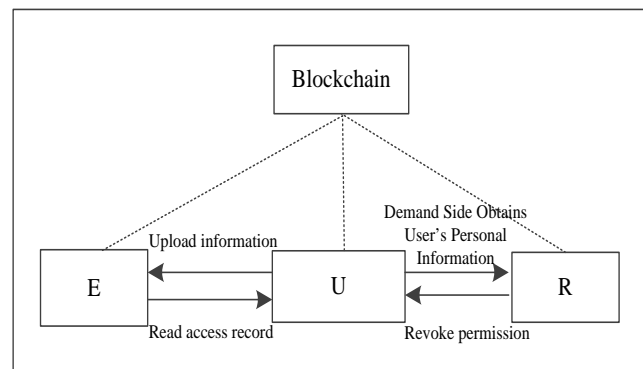 Blockchain
Demand Side Obtains
User's Personal
Information
Upload information
E
U
R
Read access record
Revoke permission